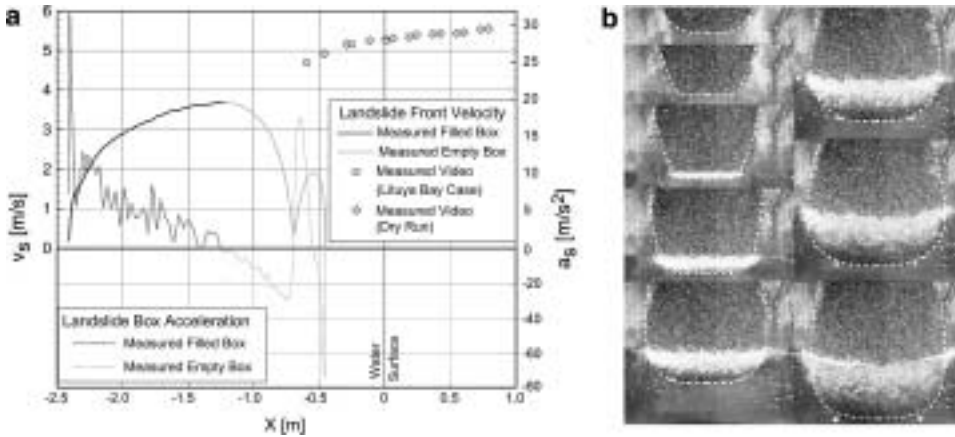 a
b
6
5
4
3
2
1
0
v_s [m/s]
30
25
20
15
10
5
0
-20
-40
-60
-80
a_s [m/s²]
Landslide Front Velocity
Measured Filled Box
Measured Empty Box
Measured Video
(Lituya Bay Case)
Measured Video
(Dry Run)
Landslide Box Acceleration
Measured Filled Box
Measured Empty Box
Water
Surface
-2.5 -2.0 -1.5 -1.0 -0.5 0.0 0.5 1.0
X [m]